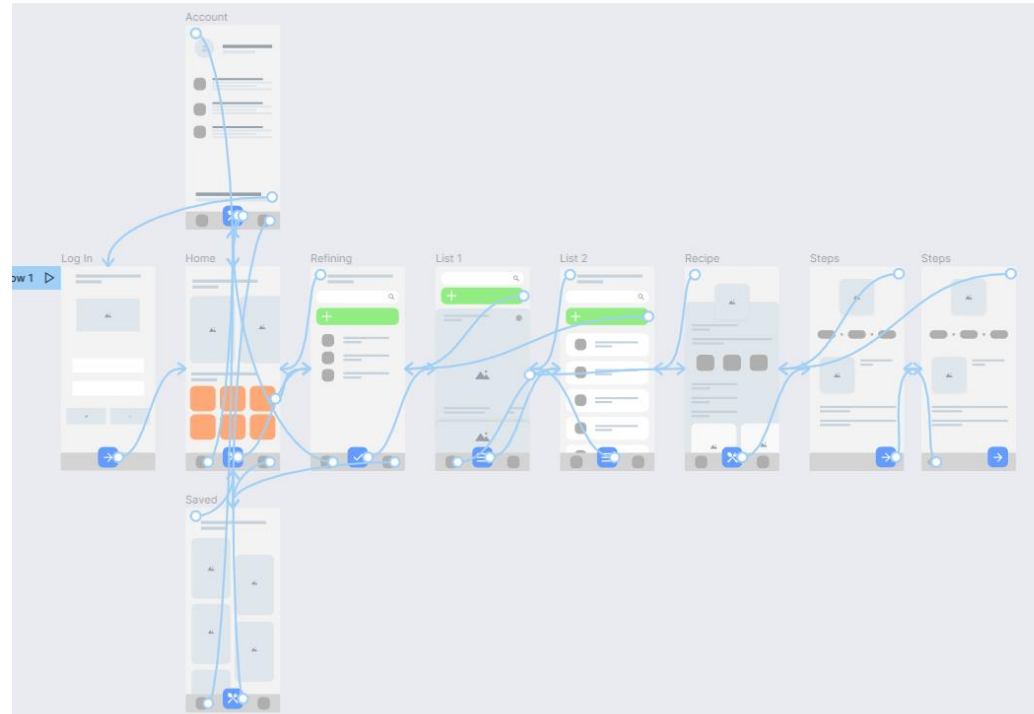 Account
Log In
Home
Refining
List 1
List 2
Recipe
Steps
Steps
ow 1
Saved